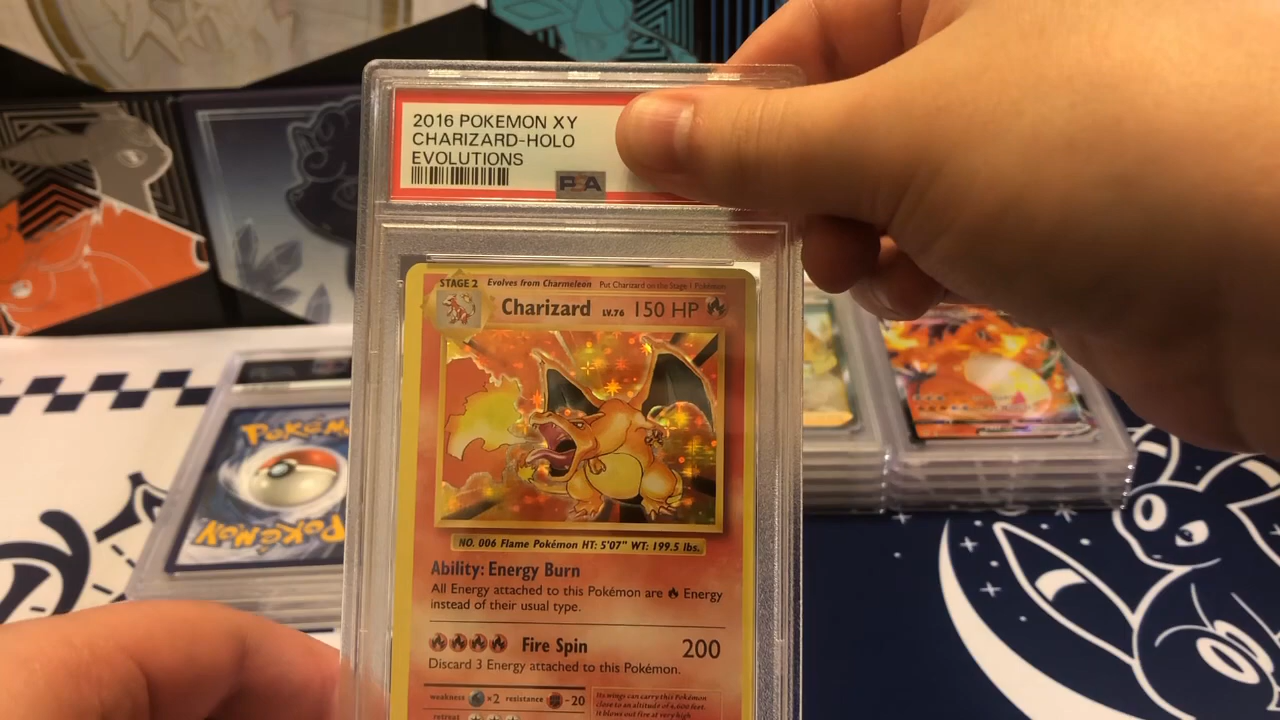 2016 POKEMON XY
CHARIZARD-HOLO
EVOLUTIONS
PSA
STAGE 2 Evolves from Charmeleon Put Charizard on the Stage 1 Pokémon
Charizard LV.76 150 HP
NO. 006 Flame Pokémon HT: 5'07" WT: 199.5 lbs.
Ability: Energy Burn
All Energy attached to this Pokémon are Energy
instead of their usual type.
Fire Spin 200
Discard 3 Energy attached to this Pokémon.
weakness ×2 resistance -20
retreat
Its wings can carry this Pokémon
close to an altitude of 4,600 feet.
It blows out fire at very high
POKéM
POKéMON